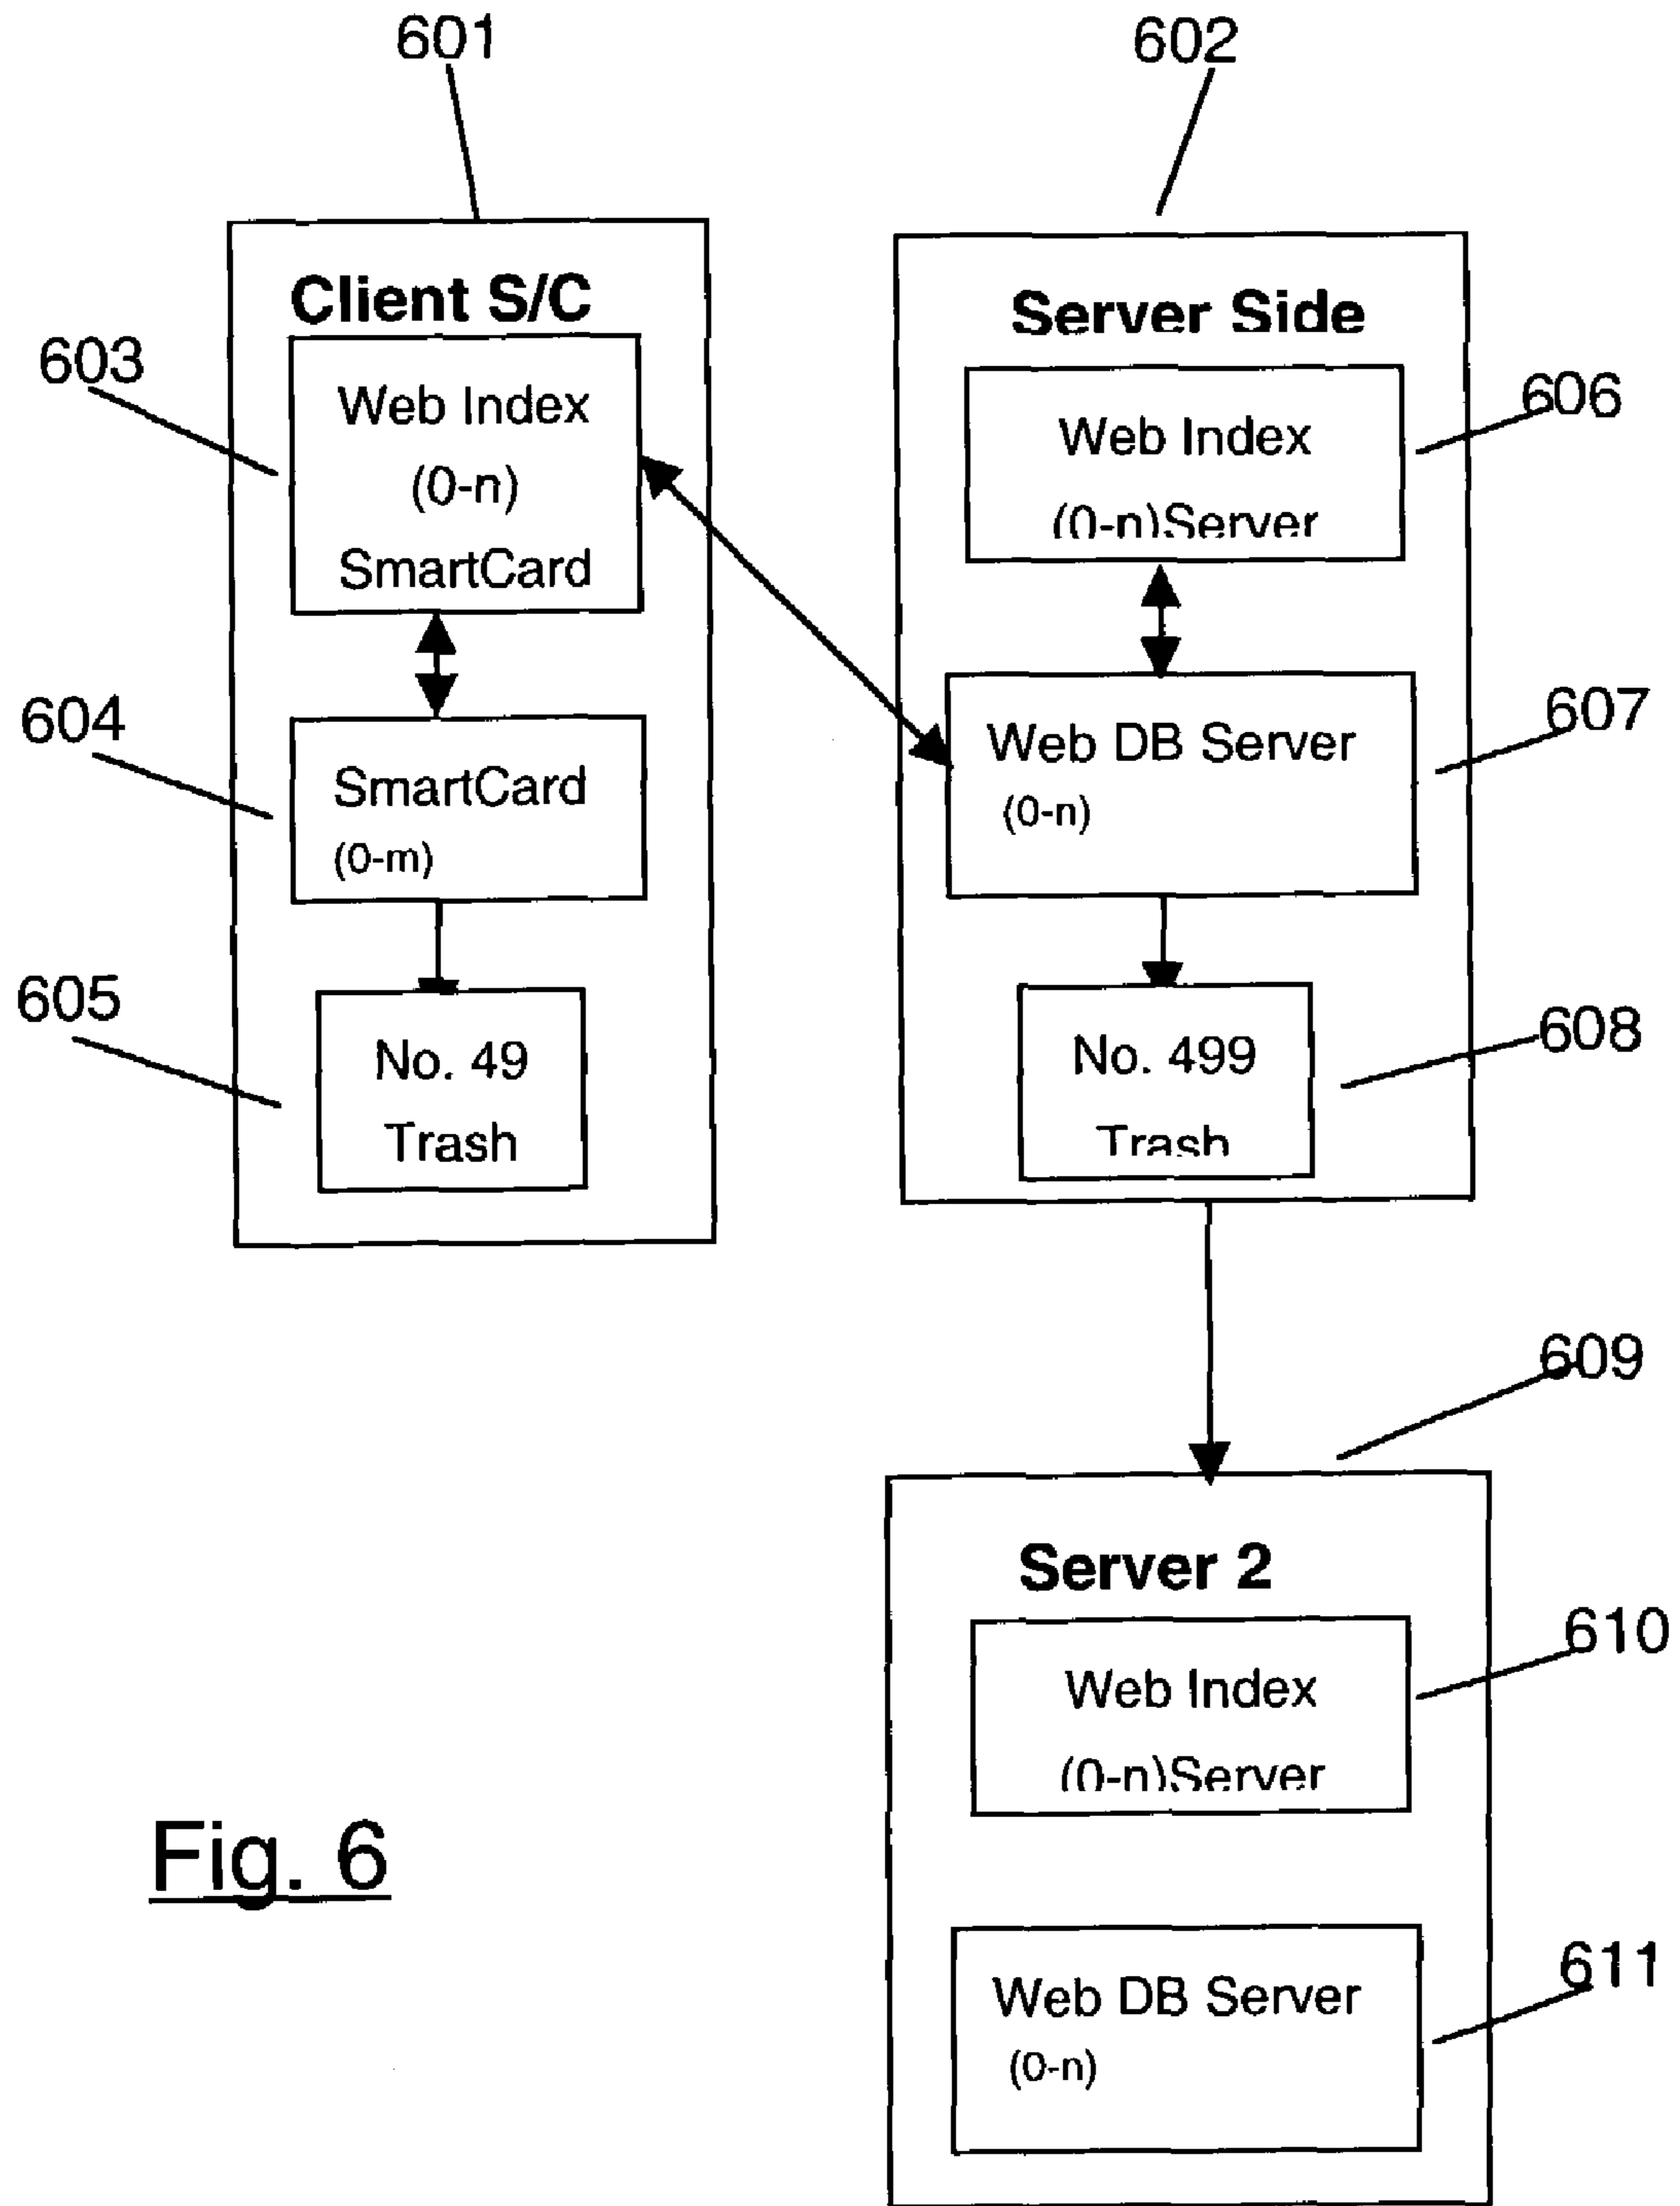 601
602
Client S/C
603
Web Index
(0-n)
SmartCard
604
SmartCard
(0-m)
605
No. 49
Trash
Server Side
606
Web Index
(0-n)Server
607
Web DB Server
(0-n)
608
No. 499
Trash
609
Server 2
610
Web Index
(0-n)Server
611
Web DB Server
(0-n)
Fig. 6